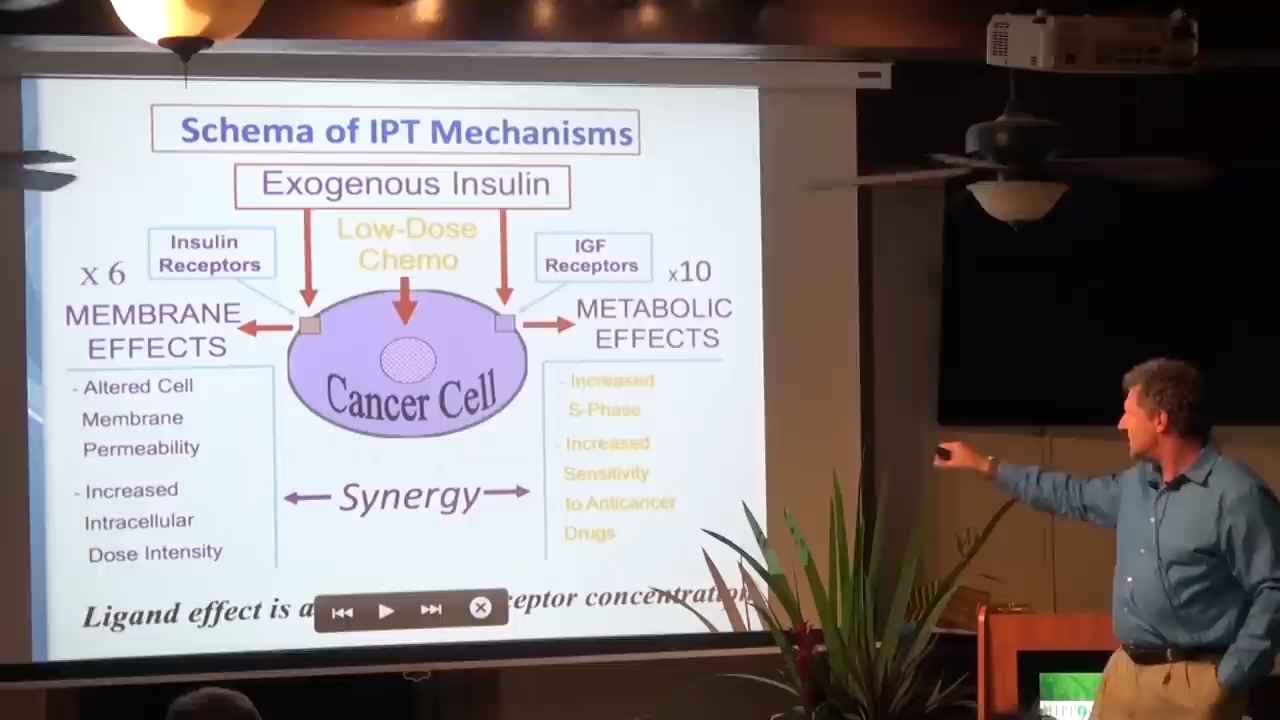 Schema of IPT Mechanisms
Exogenous Insulin
Low-Dose
Chemo
Insulin
Receptors
IGF
Receptors
x 6
x10
MEMBRANE
EFFECTS
METABOLIC
EFFECTS
- Altered Cell
Membrane
Permeability
- Increased
Intracellular
Dose Intensity
Cancer Cell
Synergy
- Increased
S-Phase
- Increased
Sensitivity
to Anticancer
Drugs
Ligand effect is a
concentration